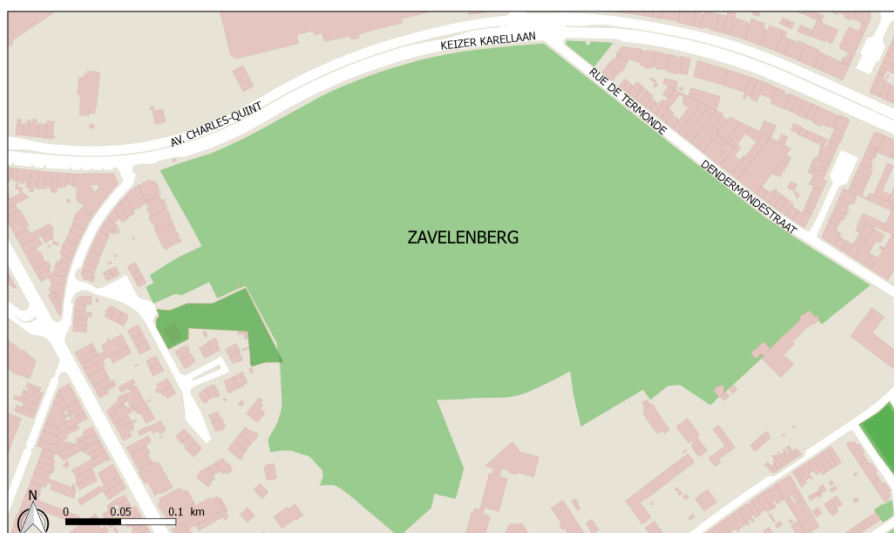 KEIZER KARELLAAN
AV. CHARLES-QUINT
RUE DE TERMONDE
DENDERMONDESTRAAT
ZAVELENBERG
N
0 0.05 0.1 km